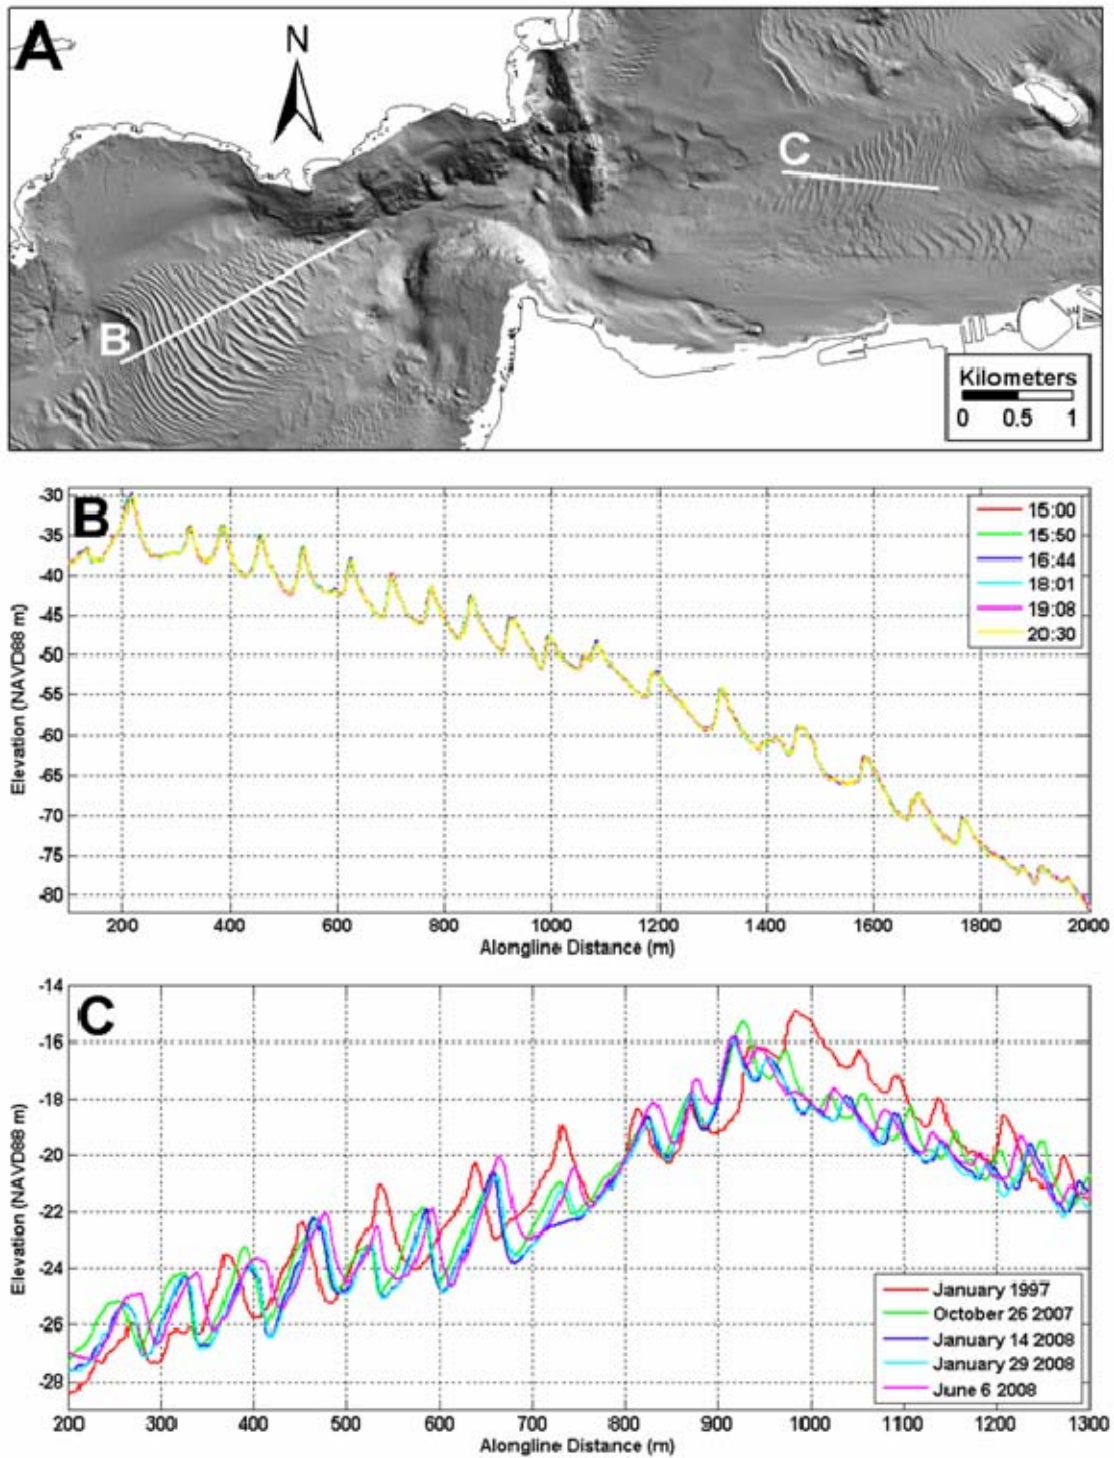 A
N
C
B
Kilometers
0 0.5 1
B
-30
-35
-40
-45
-50
-55
-60
-65
-70
-75
-80
Elevation (NAVD88 m)
15:00
15:50
16:44
18:01
19:08
20:30
200 400 600 800 1000 1200 1400 1600 1800 2000
Alongline Distance (m)
C
-14
-16
-18
-20
-22
-24
-26
-28
Elevation (NAVD88 m)
January 1997
October 26 2007
January 14 2008
January 29 2008
June 6 2008
200 300 400 500 600 700 800 900 1000 1100 1200 1300
Alongline Distance (m)